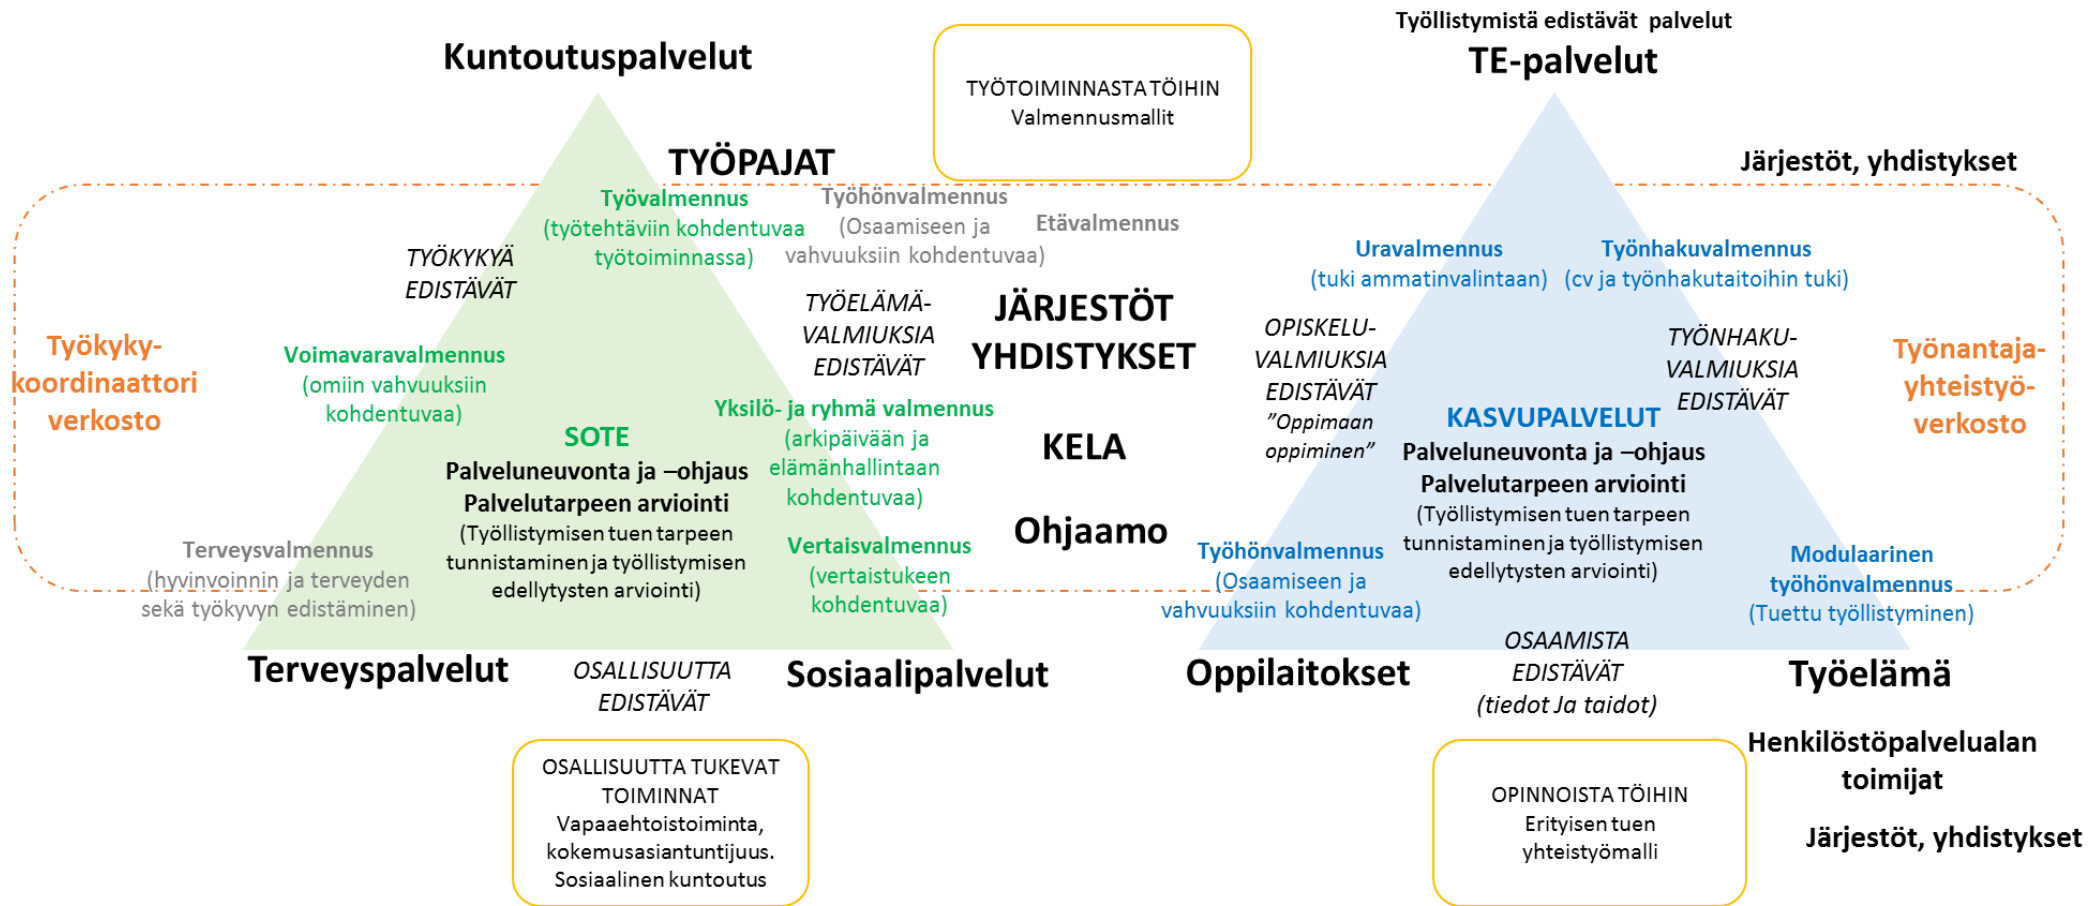 Työllistymistä edistävät palvelut
Kuntoutuspalvelut
TE-palvelut
TYÖTOIMINNASTA TÖIHIN
Valmennusmallit
TYÖPAJAT
Järjestöt, yhdistykset
Työvalmennus
(työtehtäviin kohdentuvaa
työtoiminnassa)
Työhönvalmennus
(Osaamiseen ja
vahvuuksiin kohdentuvaa)
Etävalmennus
TYÖKYKYÄ
EDISTÄVÄT
Uravalmennus
(tuki ammatinvalintaan)
Työnhakuvalmennus
(cv ja työnhakutaitoihin tuki)
TYÖELÄMÄ-
VALMIUKSIA
EDISTÄVÄT
JÄRJESTÖT
YHDISTYKSET
OPISKELU-
VALMIUKSIA
EDISTÄVÄT
”Oppimaan
oppiminen”
TYÖNHAKU-
VALMIUKSIA
EDISTÄVÄT
Työkyky-
koordinaattori
verkosto
Voimavaravalmennus
(omiin vahvuuksiin
kohdentuvaa)
Työnantaja-
yhteistyö-
verkosto
Yksilö- ja ryhmä valmennus
(arkipäivään ja
elämänhallintaan
kohdentuvaa)
SOTE
Palveluneuvonta ja –ohjaus
Palvelutarpeen arviointi
(Työllistymisen tuen tarpeen
tunnistaminen ja työllistymisen
edellytysten arviointi)
KELA
KASVUPALVELUT
Palveluneuvonta ja –ohjaus
Palvelutarpeen arviointi
(Työllistymisen tuen tarpeen
tunnistaminen ja työllistymisen
edellytysten arviointi)
Ohjaamo
Terveysvalmennus
(hyvinvoinnin ja terveyden
sekä työkyvyn edistäminen)
Vertaisvalmennus
(vertaistukeen
kohdentuvaa)
Työhönvalmennus
(Osaamiseen ja
vahvuuksiin kohdentuvaa)
Modulaarinen
työhönvalmennus
(Tuettu työllistyminen)
Terveyspalvelut
OSALLISUUTTA
EDISTÄVÄT
Sosiaalipalvelut
Oppilaitokset
OSAAMISTA
EDISTÄVÄT
(tiedot Ja taidot)
Työelämä
OSALLISUUTTA TUKEVAT
TOIMINNAT
Vapaaehtoistoiminta,
kokemusasiantuntijuus.
Sosiaalinen kuntoutus
OPINNOISTA TÖIHIN
Erityisen tuen
yhteistyömalli
Henkilöstöpalvelualan
toimijat
Järjestöt, yhdistykset